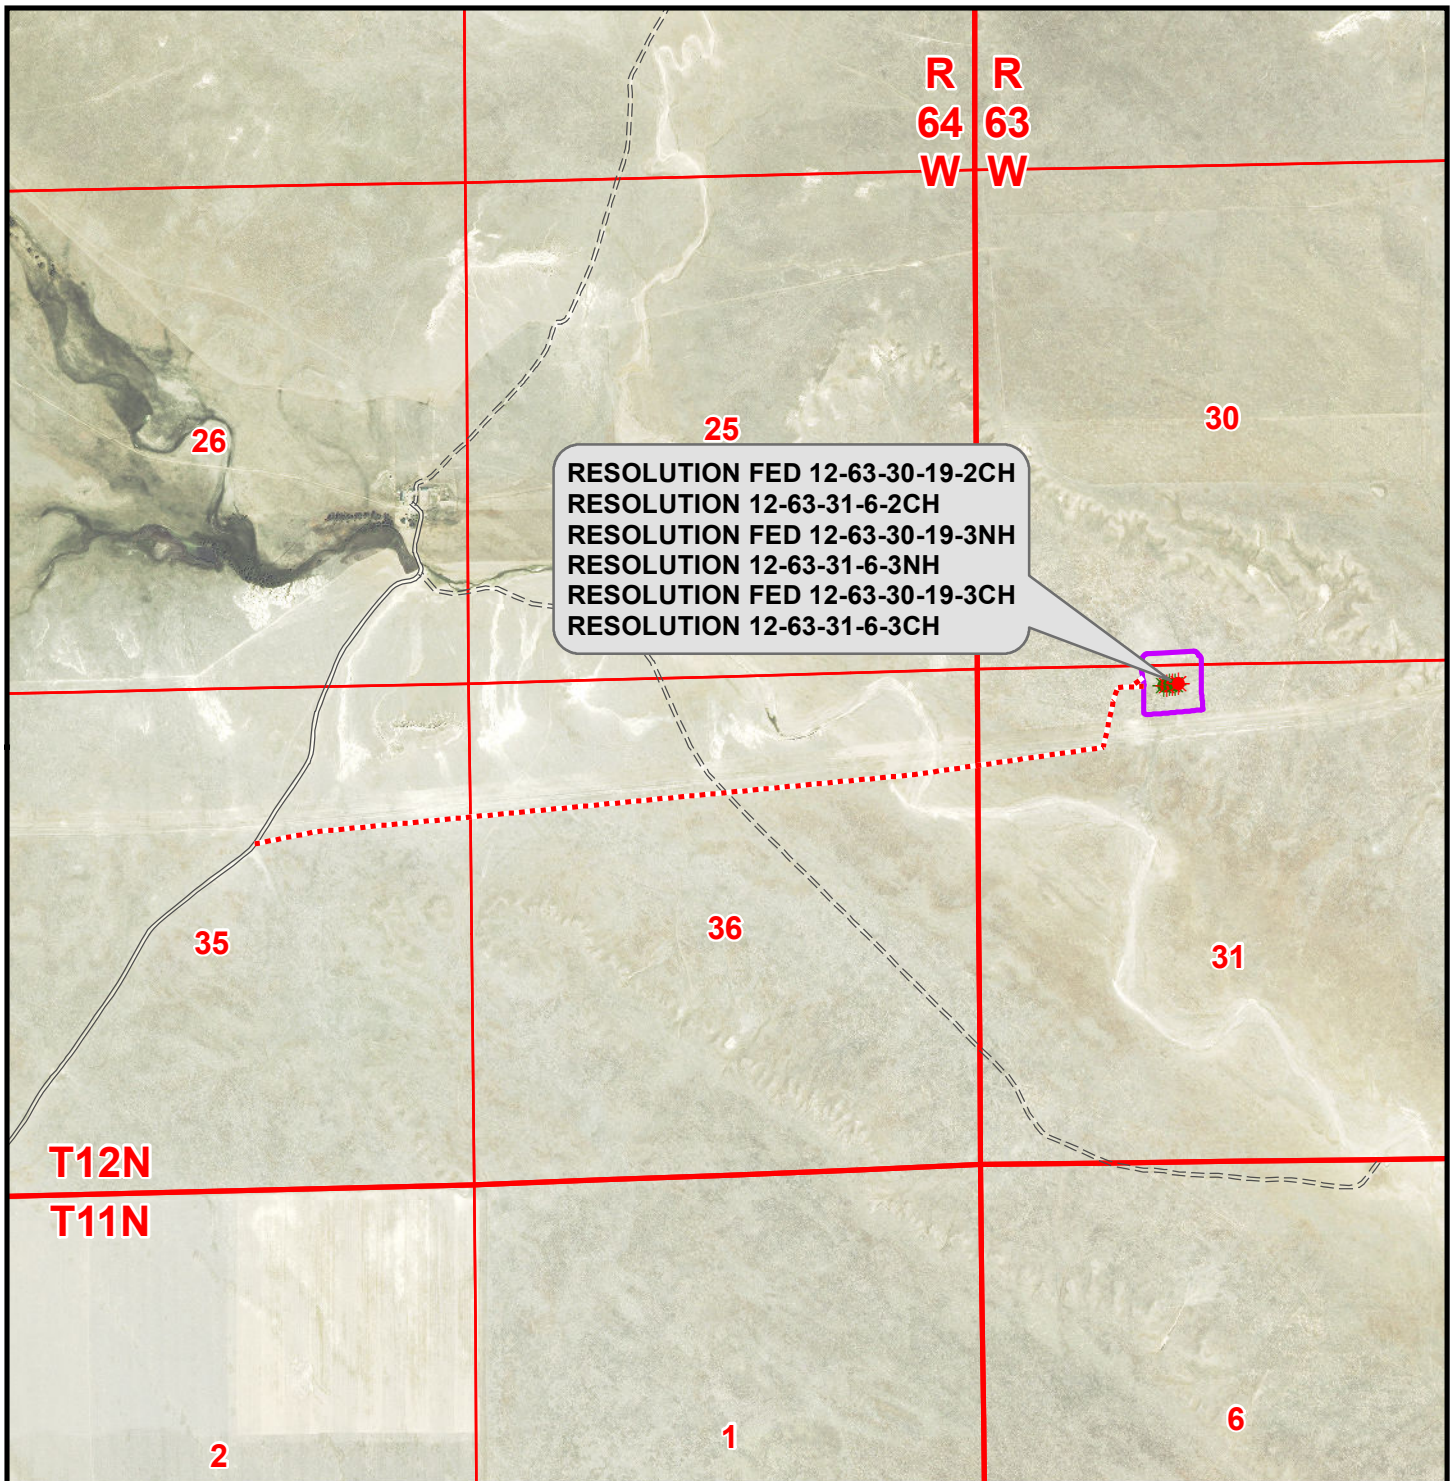 R R
64 63
W W
26
25
30
RESOLUTION FED 12-63-30-19-2CH
RESOLUTION 12-63-31-6-2CH
RESOLUTION FED 12-63-30-19-3NH
RESOLUTION 12-63-31-6-3NH
RESOLUTION FED 12-63-30-19-3CH
RESOLUTION 12-63-31-6-3CH
35
36
31
T12N
T11N
2
1
6